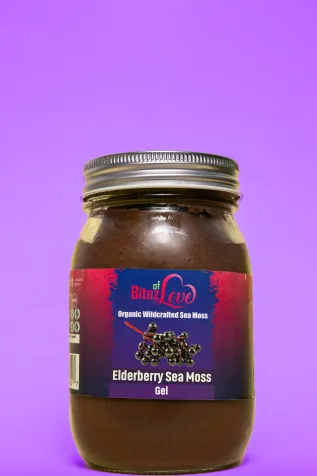 Bitez of Love
Organic Wildcrafted Sea Moss
Elderberry Sea Moss
Gel